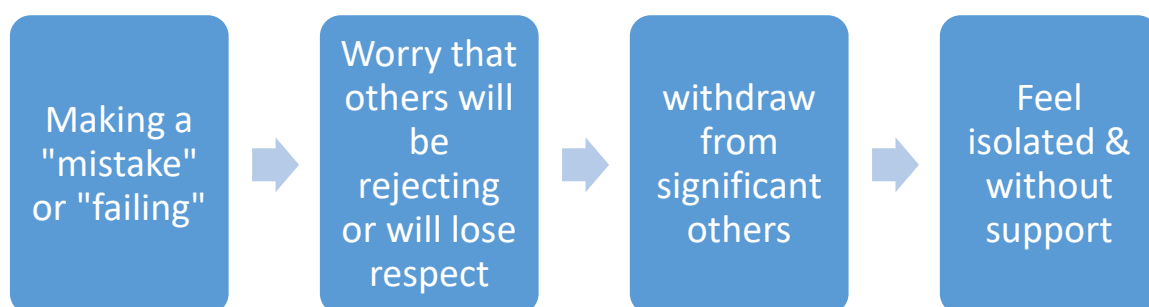 Making a
"mistake"
or "failing"
Worry that
others will
be
rejecting
or will lose
respect
withdraw
from
significant
others
Feel
isolated &
without
support